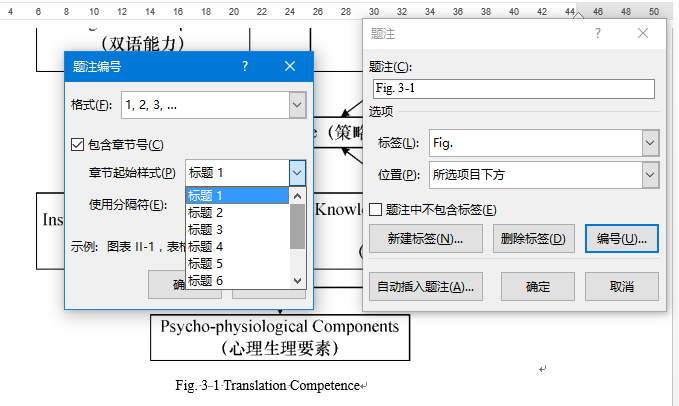 4 6 8 10 12 14 16 18 20 22 24 26 28 30 32 34 36 38 40 42 44 46 48 50
（双语能力）
题注编号
格式(F):
1, 2, 3, ...
包含章节号(C)
章节起始样式(P)
标题 1
使用分隔符(E):
标题 1
标题 2
标题 3
标题 4
标题 5
标题 6
示例: 图表 II-1，表格
题注
题注(C):
Fig. 3-1
选项
标签(L):
Fig.
位置(P):
所选项目下方
题注中不包含标签(E)
新建标签(N)...
删除标签(D)
编号(U)...
自动插入题注(A)...
确定
取消
e（策略
Ins
Knowl
Psycho-physiological Components
（心理生理要素）
Fig. 3-1 Translation Competence